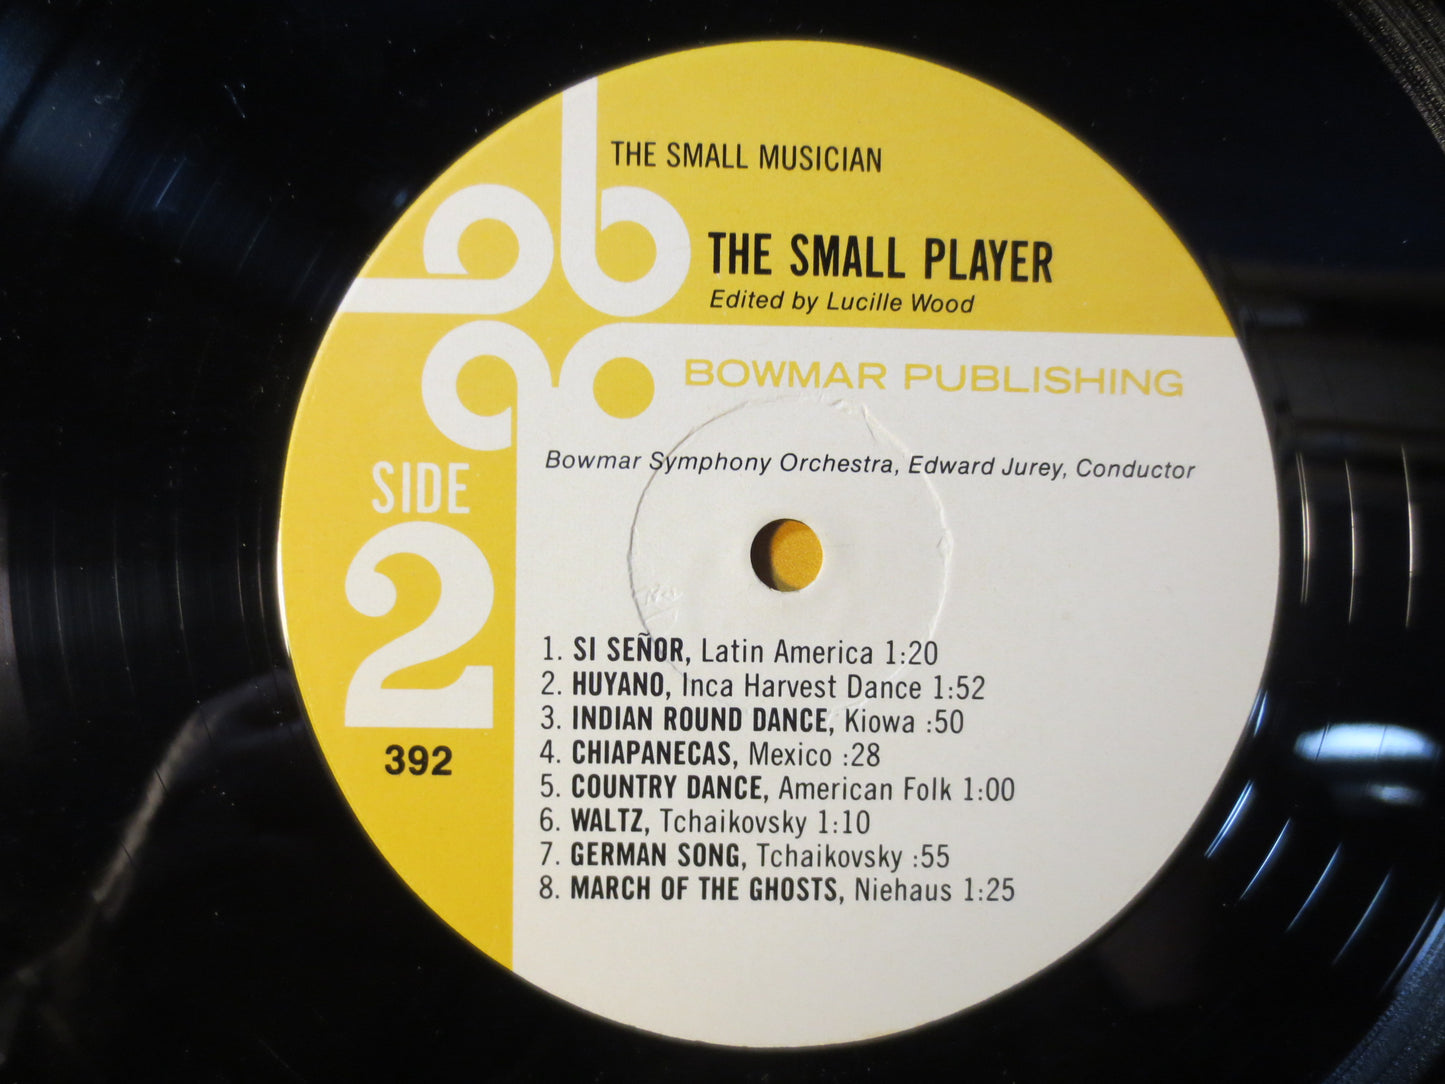 THE SMALL MUSICIAN
THE SMALL PLAYER
Edited by Lucille Wood
BOWMAR PUBLISHING
Bowmar Symphony Orchestra, Edward Jurey, Conductor
SIDE
2
392
1. SI SEÑOR, Latin America 1:20
2. HUYANO, Inca Harvest Dance 1:52
3. INDIAN ROUND DANCE, Kiowa :50
4. CHIAPANECAS, Mexico :28
5. COUNTRY DANCE, American Folk 1:00
6. WALTZ, Tchaikovsky 1:10
7. GERMAN SONG, Tchaikovsky :55
8. MARCH OF THE GHOSTS, Niehaus 1:25